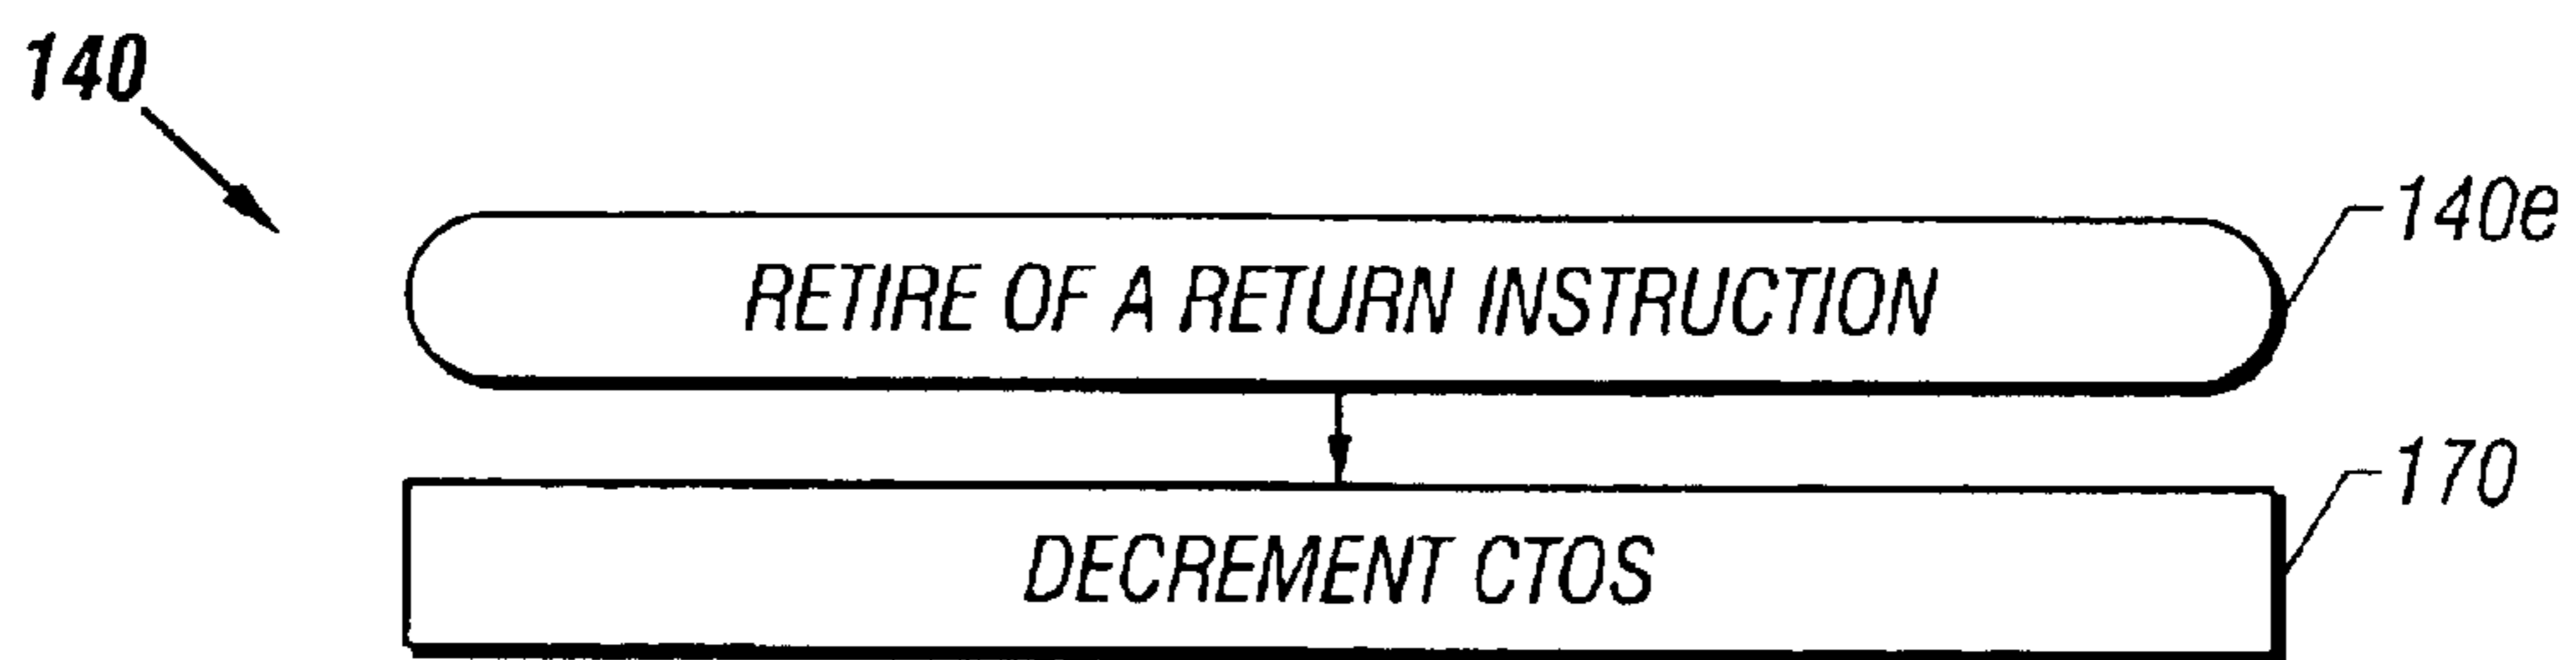 140
RETIRE OF A RETURN INSTRUCTION
140e
DECREMENT CTOS
170